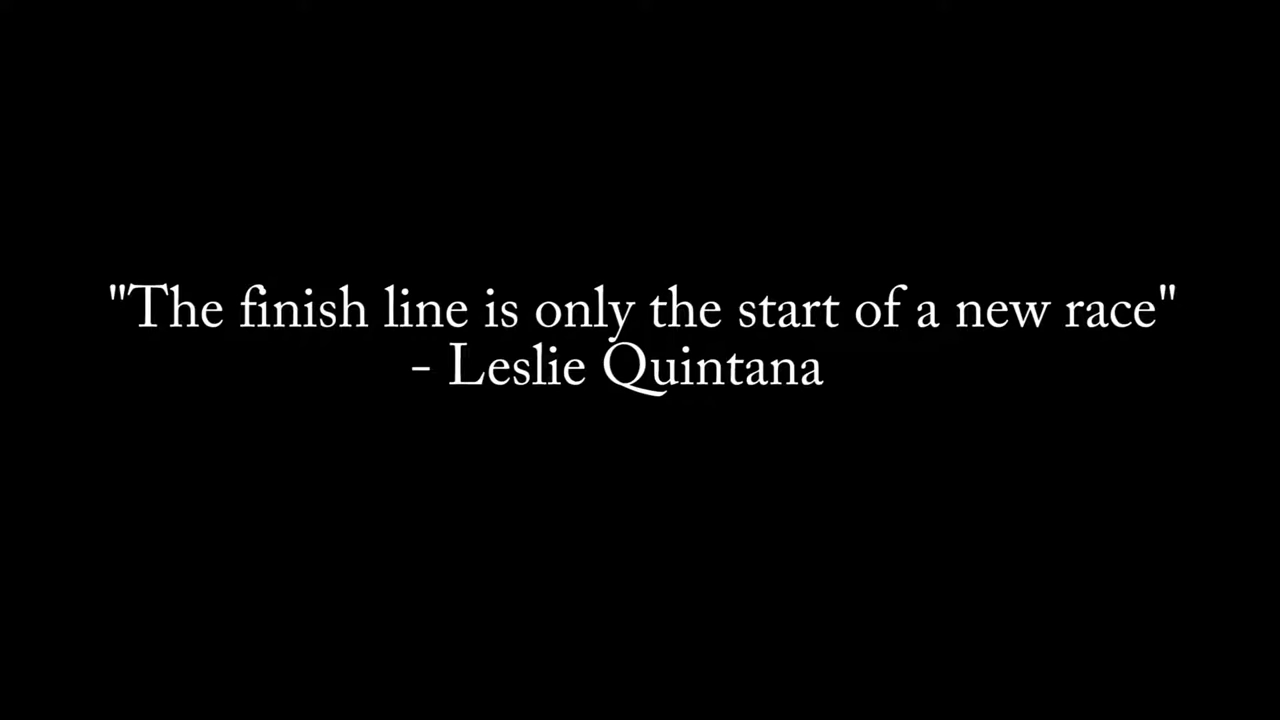 "The finish line is only the start of a new race"
- Leslie Quintana